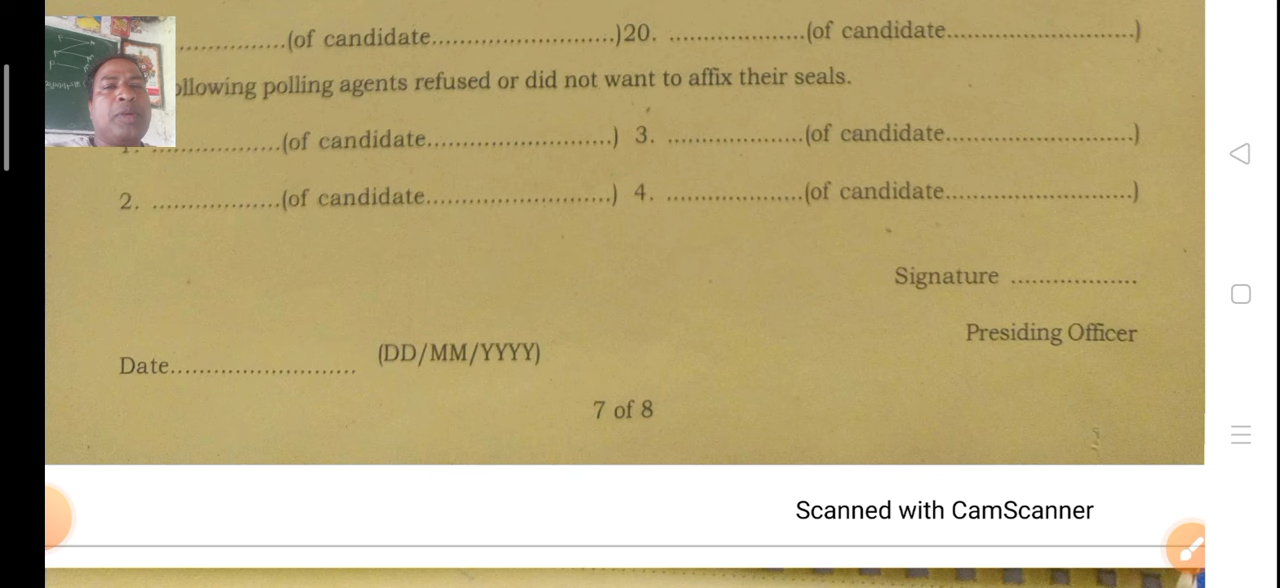 ..............(of candidate..........................)20. ...................(of candidate...........................)
ollowing polling agents refused or did not want to affix their seals.
1. ..................(of candidate..........................) 3. ...................(of candidate...........................)
2. ..................(of candidate..........................) 4. ...................(of candidate...........................)
Signature ..................
Presiding Officer
Date.......................... (DD/MM/YYYY)
7 of 8
Scanned with CamScanner